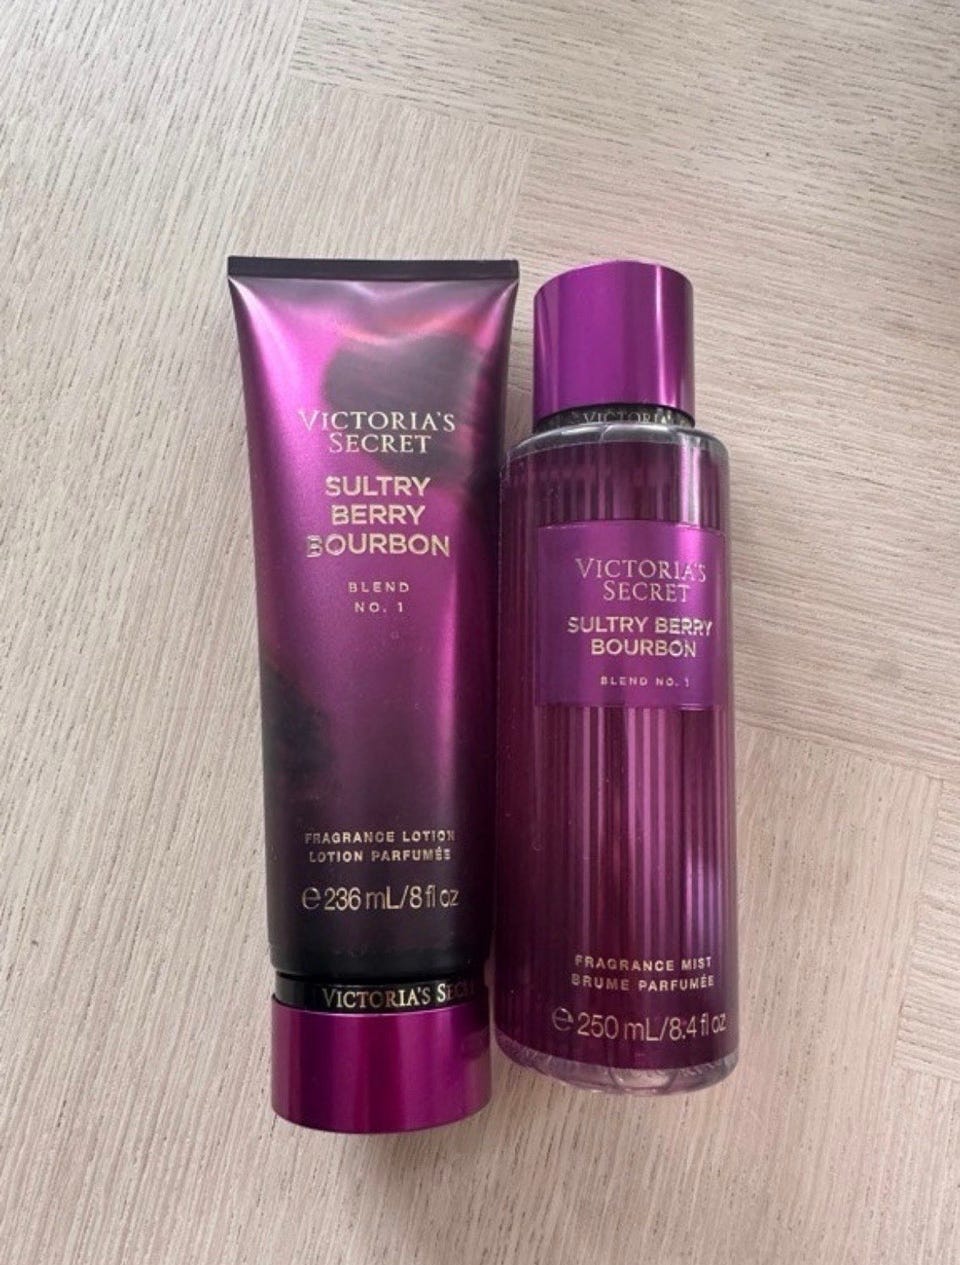 VICTORIA'S
SECRET
SULTRY
BERRY
BOURBON
BLEND
NO. 1
FRAGRANCE LOTION
LOTION PARFUMÉE
℮ 236 mL/8 fl oz
VICTORIA'S
VICTORIA'S
VICTORIA'S
SECRET
SULTRY BERRY
BOURBON
BLEND NO. 1
FRAGRANCE MIST
BRUME PARFUMÉE
℮ 250 mL/8.4 fl oz